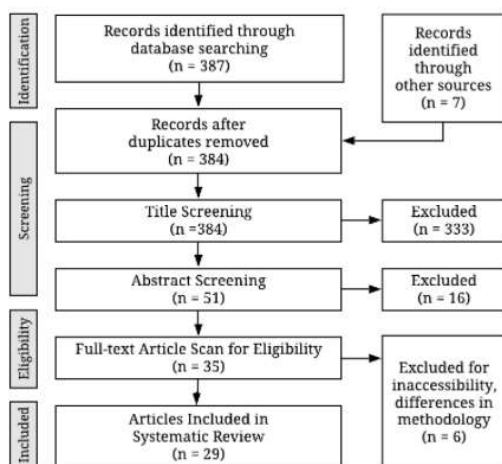 Identification
Records identified through
database searching
(n = 387)
Records
identified
through
other sources
(n = 7)
Screening
Records after
duplicates removed
(n = 384)
Title Screening
(n =384)
Excluded
(n = 333)
Abstract Screening
(n = 51)
Excluded
(n = 16)
Eligibility
Full-text Article Scan for Eligibility
(n = 35)
Excluded for
inaccessibility,
differences in
methodology
(n = 6)
Included
Articles Included in
Systematic Review
(n = 29)